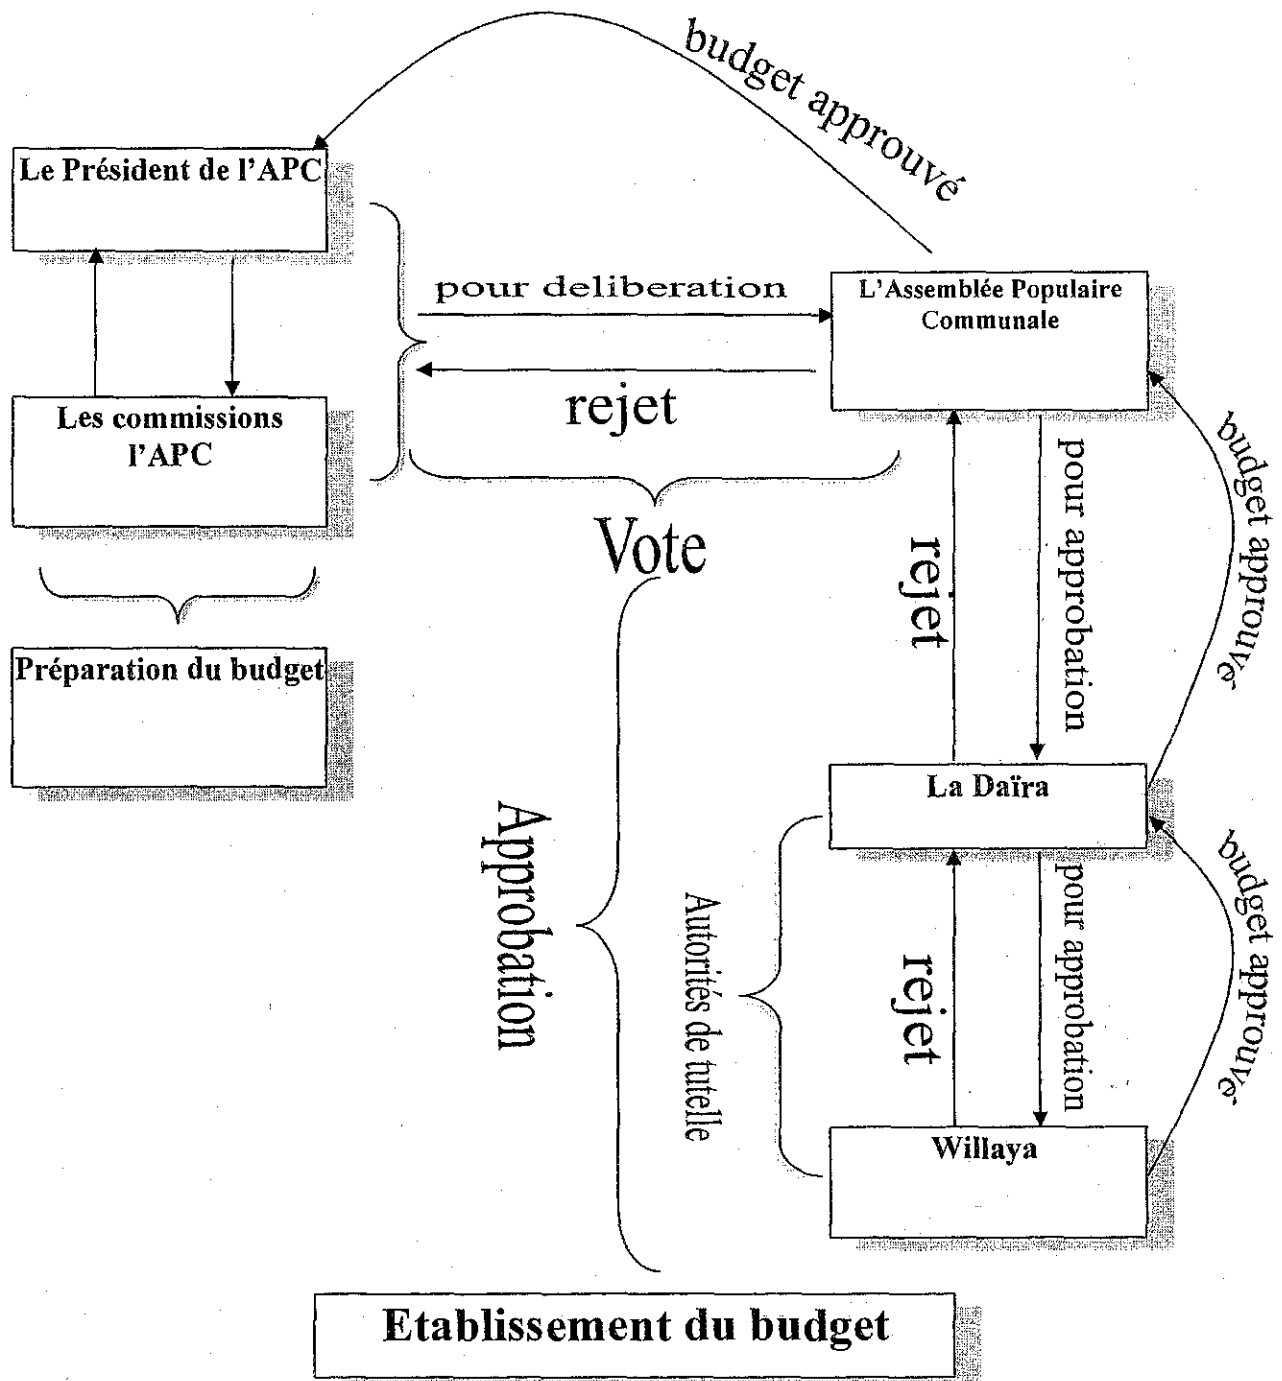 budget approuvé
Le Président de l'APC
pour deliberation
L'Assemblée Populaire
Communale
rejet
Les commissions
l'APC
Vote
budget approuvé
rejet
pour approbation
Préparation du budget
La Daïra
Approbation
Autorités de tutelle
budget approuvé
rejet
pour approbation
Willaya
Etablissement du budget